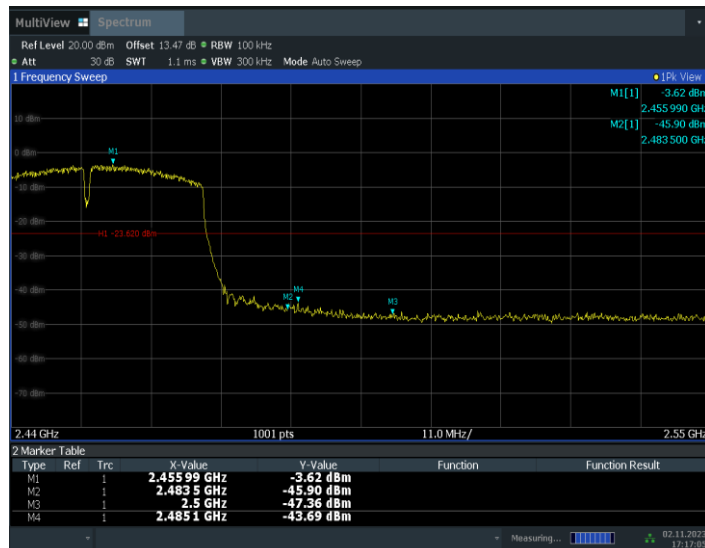 MultiView Spectrum
Ref Level 20.00 dBm Offset 13.47 dB RBW 100 kHz
Att 30 dB SWT 1.1 ms VBW 300 kHz Mode Auto Sweep
1 Frequency Sweep 1Pk View
M1[1] -3.62 dBm
2.455 990 GHz
10 dBm
M2[1] -45.90 dBm
2.483 500 GHz
0 dBm
M1
-10 dBm
-20 dBm
H1 -23.620 dBm
-30 dBm
-40 dBm
M2 M4 M3
-50 dBm
-60 dBm
-70 dBm
2.44 GHz 1001 pts 11.0 MHz/ 2.55 GHz
2 Marker Table
Type Ref Trc X-Value Y-Value Function Function Result
M1 1 2.455 99 GHz -3.62 dBm
M2 1 2.483 5 GHz -45.90 dBm
M3 1 2.5 GHz -47.36 dBm
M4 1 2.485 1 GHz -43.69 dBm
Measuring... 02.11.2023
17:17:05